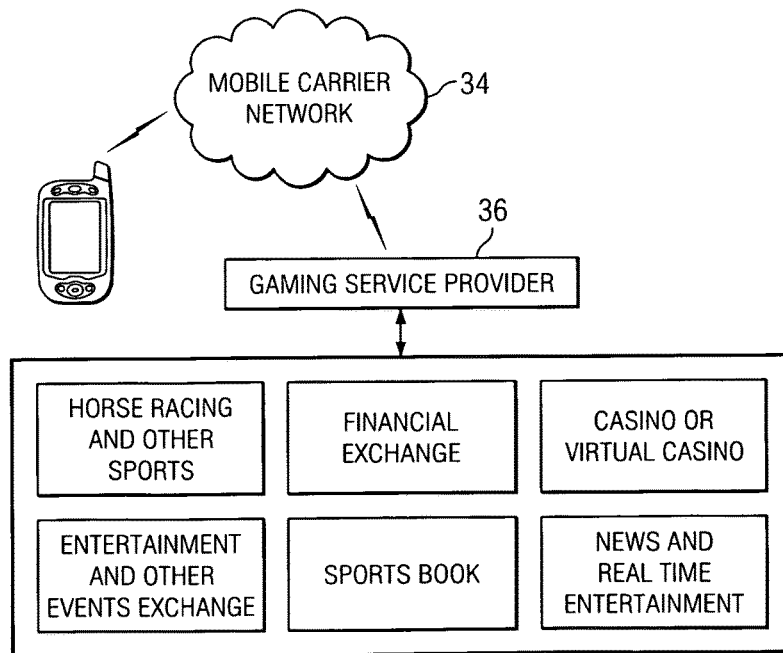 MOBILE CARRIER
NETWORK
34
36
GAMING SERVICE PROVIDER
HORSE RACING
AND OTHER
SPORTS
FINANCIAL
EXCHANGE
CASINO OR
VIRTUAL CASINO
ENTERTAINMENT
AND OTHER
EVENTS EXCHANGE
SPORTS BOOK
NEWS AND
REAL TIME
ENTERTAINMENT